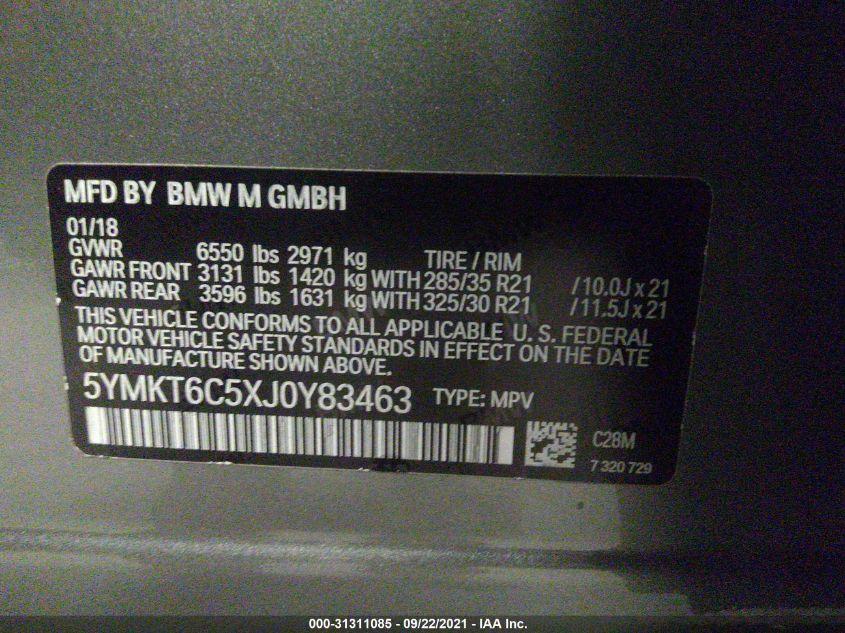 MFD BY BMW M GMBH
01/18
GVWR 6550 lbs 2971 kg TIRE / RIM
GAWR FRONT 3131 lbs 1420 kg WITH 285/35 R21 /10.0J x 21
GAWR REAR 3596 lbs 1631 kg WITH 325/30 R21 /11.5J x 21
THIS VEHICLE CONFORMS TO ALL APPLICABLE U. S. FEDERAL
MOTOR VEHICLE SAFETY STANDARDS IN EFFECT ON THE DATE
OF MANUFACTURE SHOWN ABOVE.
5YMKT6C5XJ0Y83463 TYPE: MPV
C28M
7 320 729
000-31311085 - 09/22/2021 - IAA Inc.